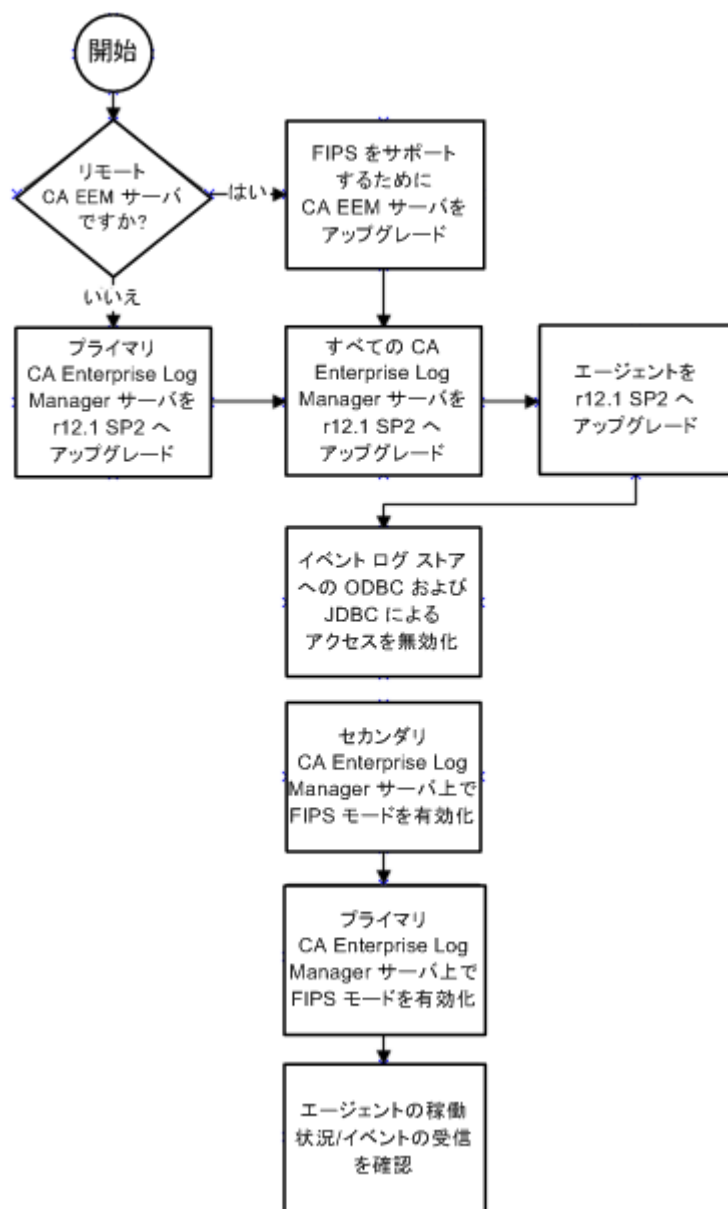 開始
リモート
CA EEM サーバ
ですか?
はい
FIPS をサポート
するために
CA EEM サーバを
アップグレード
いいえ
プライマリ
CA Enterprise Log
Manager サーバを
r12.1 SP2 へ
アップグレード
すべての CA
Enterprise Log
Manager サーバを
r12.1 SP2 へ
アップグレード
エージェントを
r12.1 SP2 へ
アップグレード
イベント ログ ストア
への ODBC および
JDBC による
アクセスを無効化
セカンダリ
CA Enterprise Log
Manager サーバ上で
FIPS モードを有効化
プライマリ
CA Enterprise Log
Manager サーバ上で
FIPS モードを有効化
エージェントの稼働
状況/イベントの受信
を確認